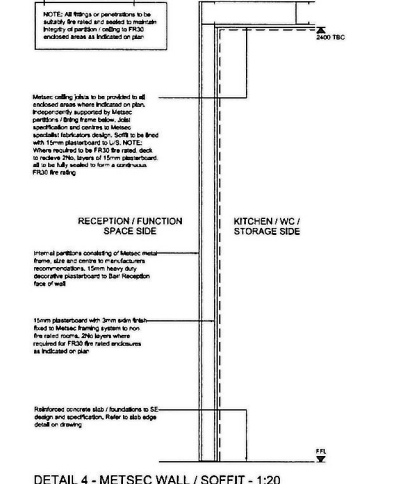 NOTE: All fittings or penetrations to be
suitably fire rated and sealed to maintain
integrity of partition / ceiling to FR30
enclosed areas as indicated on plan
2400 TBC
Metsec ceiling joists to be provided to all
enclosed areas where indicated on plan.
Independently supported by Metsec
partitions / lining frame below. Joist
specification and centres to Metsec
specialist fabricators design. Soffit to be lined
with 15mm plasterboard to U/S. NOTE:
Where required to be FR30 fire rated, deck
to recieve 2No. layers of 15mm plasterboard,
all to be fully sealed to form a continuous
FR30 fire rating
RECEPTION / FUNCTION
SPACE SIDE
KITCHEN / WC /
STORAGE SIDE
Internal partitions consisting of Metsec metal
frame, size and centre to manufacturers
recommendations. 15mm heavy duty
decorative plasterboard to Bar/ Reception
face of wall
15mm plasterboard with 3mm skim finish
fixed to Metsec framing system to non
fire rated rooms. 2No layers where
required for FR30 fire rated enclosures
as indicated on plan
Reinforced concrete slab / foundations to SE
design and specification. Refer to slab edge
detail on drawing
FFL
DETAIL 4 - METSEC WALL / SOFFIT - 1:20